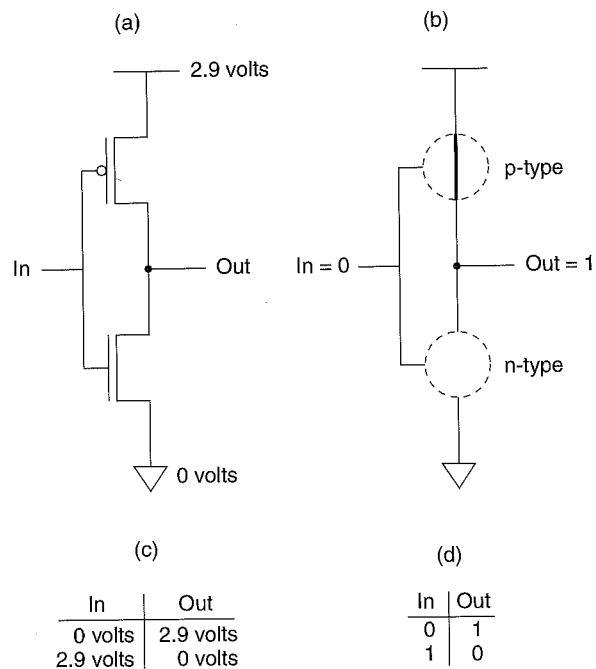 (a)
2.9 volts
In
Out
0 volts
(b)
p-type
In = 0
Out = 1
n-type
(c)
In Out
0 volts 2.9 volts
2.9 volts 0 volts
(d)
In Out
0 1
1 0